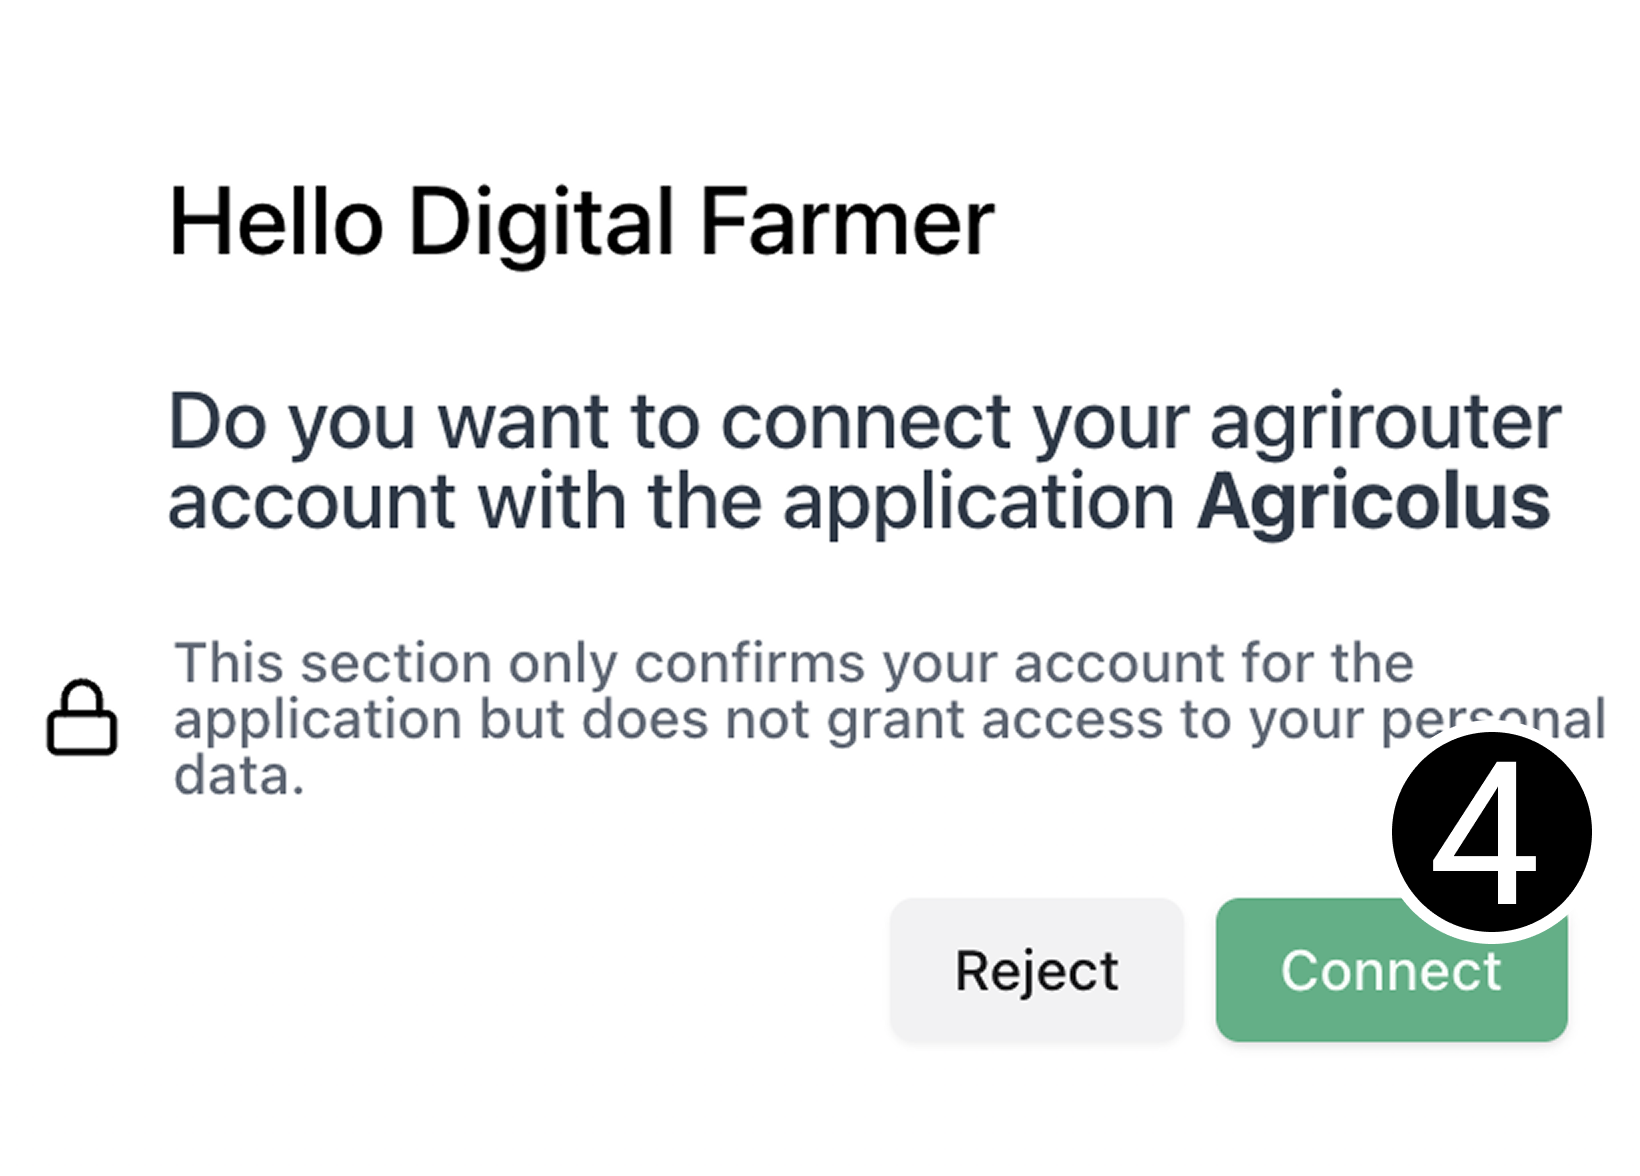 Hello Digital Farmer
Do you want to connect your agrirouter
account with the application Agricolus
This section only confirms your account for the
application but does not grant access to your personal
data.
4
Reject Connect